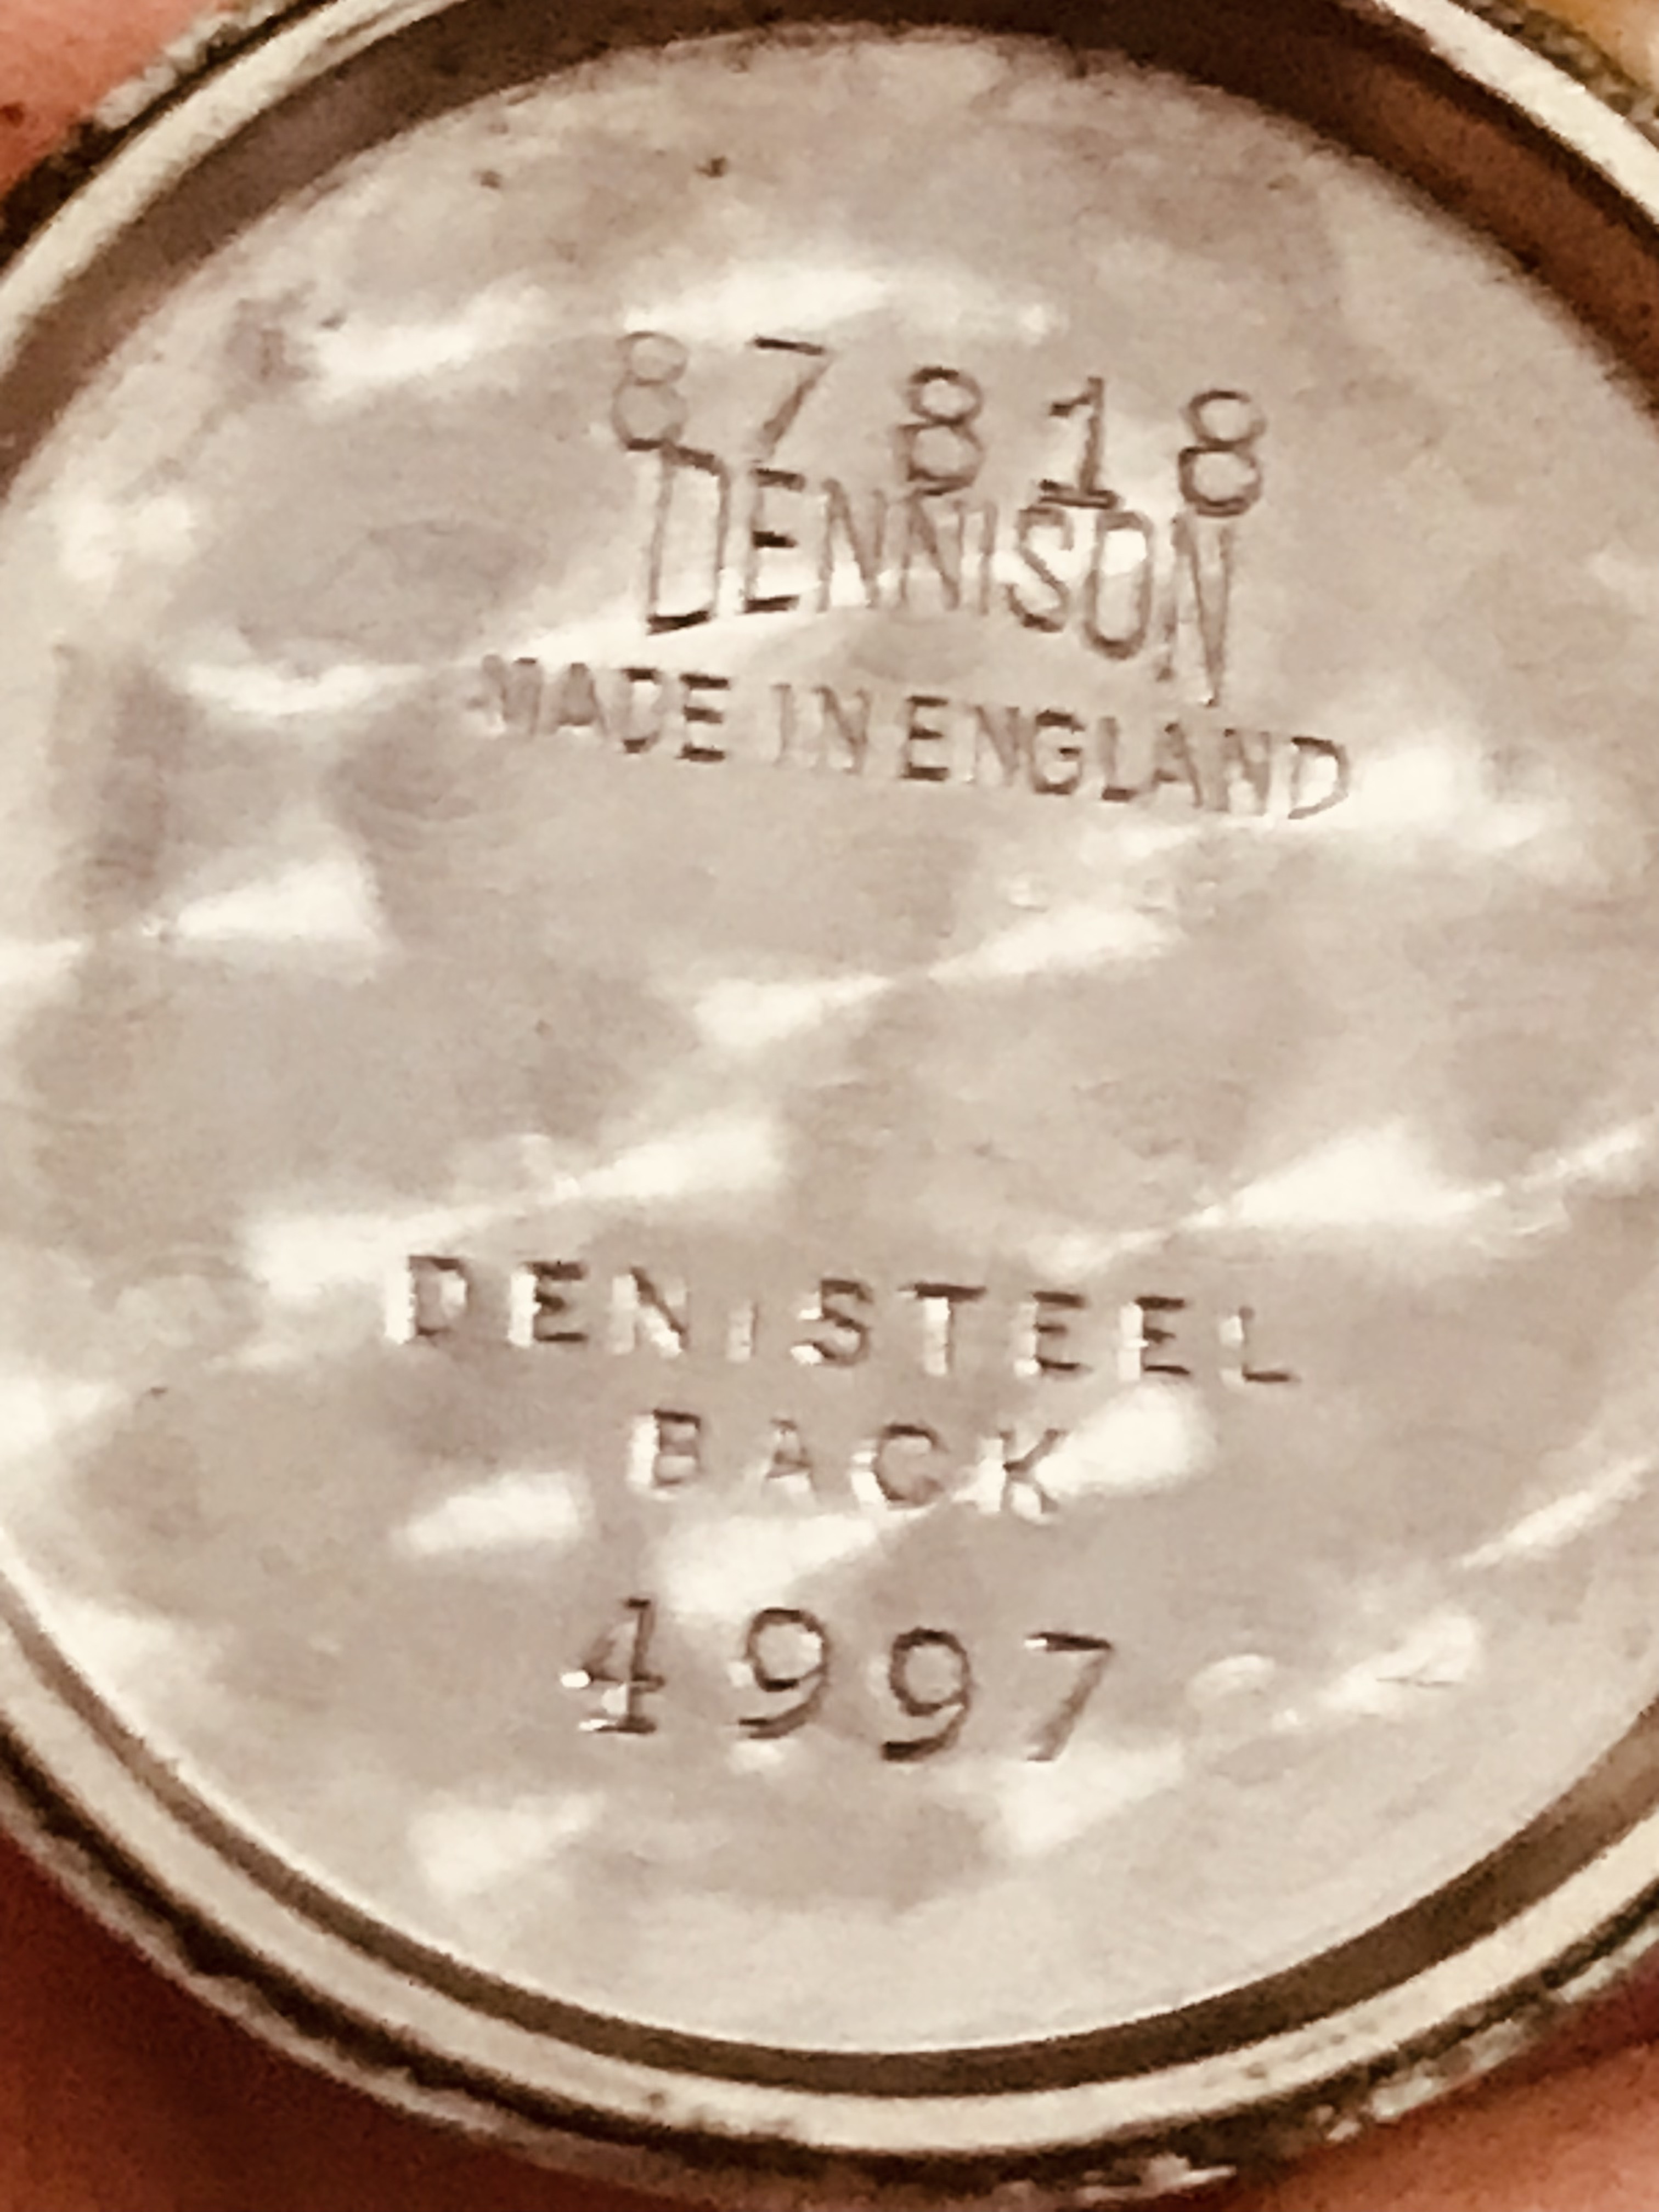 87818
DENNISON
MADE IN ENGLAND
DENISTEEL
BACK
4997